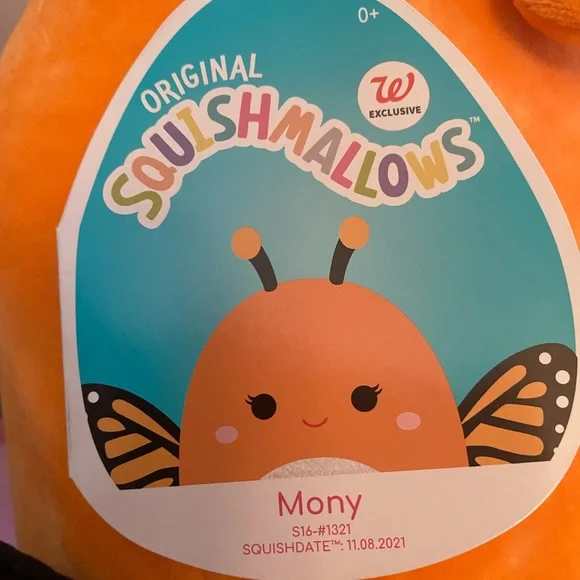 0+
ORIGINAL
SQUISHMALLOWS™
W
EXCLUSIVE
Mony
S16-#1321
SQUISHDATE™: 11.08.2021